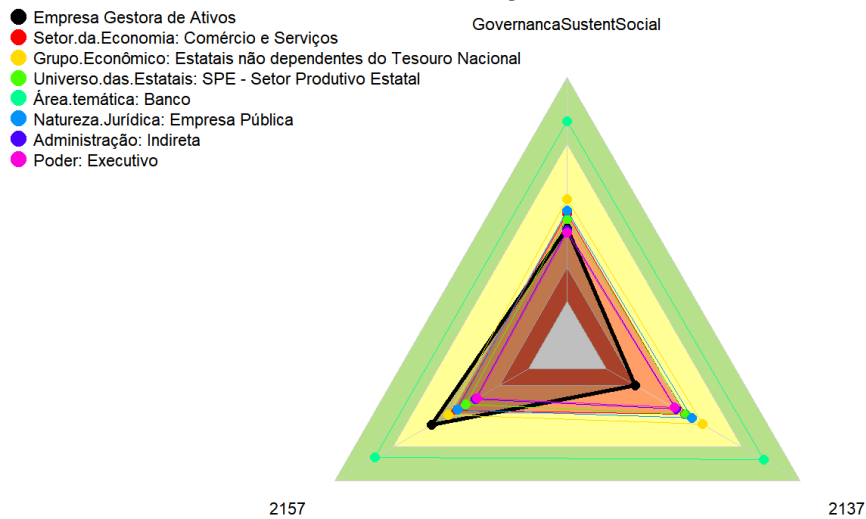 Empresa Gestora de Ativos
Setor.da.Economia: Comércio e Serviços
Grupo.Econômico: Estatais não dependentes do Tesouro Nacional
Universo.das.Estatais: SPE - Setor Produtivo Estatal
Área.temática: Banco
Natureza.Jurídica: Empresa Pública
Administração: Indireta
Poder: Executivo
GovernancaSustentSocial
2157
2137